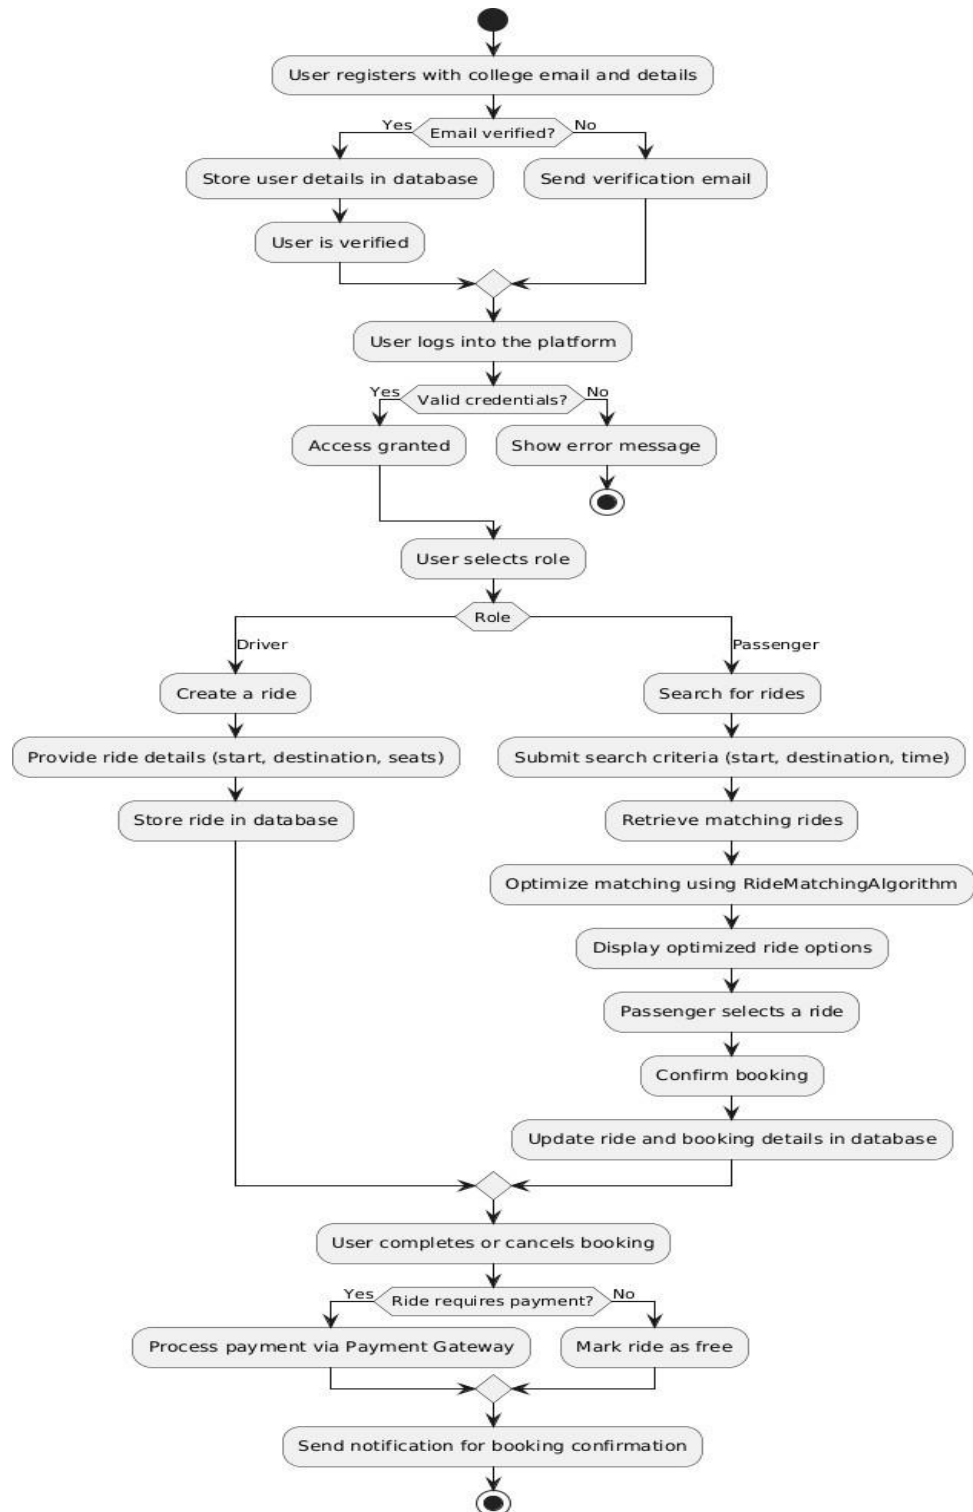 User registers with college email and details
Yes
Email verified?
No
Store user details in database
Send verification email
User is verified
User logs into the platform
Yes
Valid credentials?
No
Access granted
Show error message
User selects role
Role
Driver
Passenger
Create a ride
Search for rides
Provide ride details (start, destination, seats)
Submit search criteria (start, destination, time)
Store ride in database
Retrieve matching rides
Optimize matching using RideMatchingAlgorithm
Display optimized ride options
Passenger selects a ride
Confirm booking
Update ride and booking details in database
User completes or cancels booking
Yes
Ride requires payment?
No
Process payment via Payment Gateway
Mark ride as free
Send notification for booking confirmation